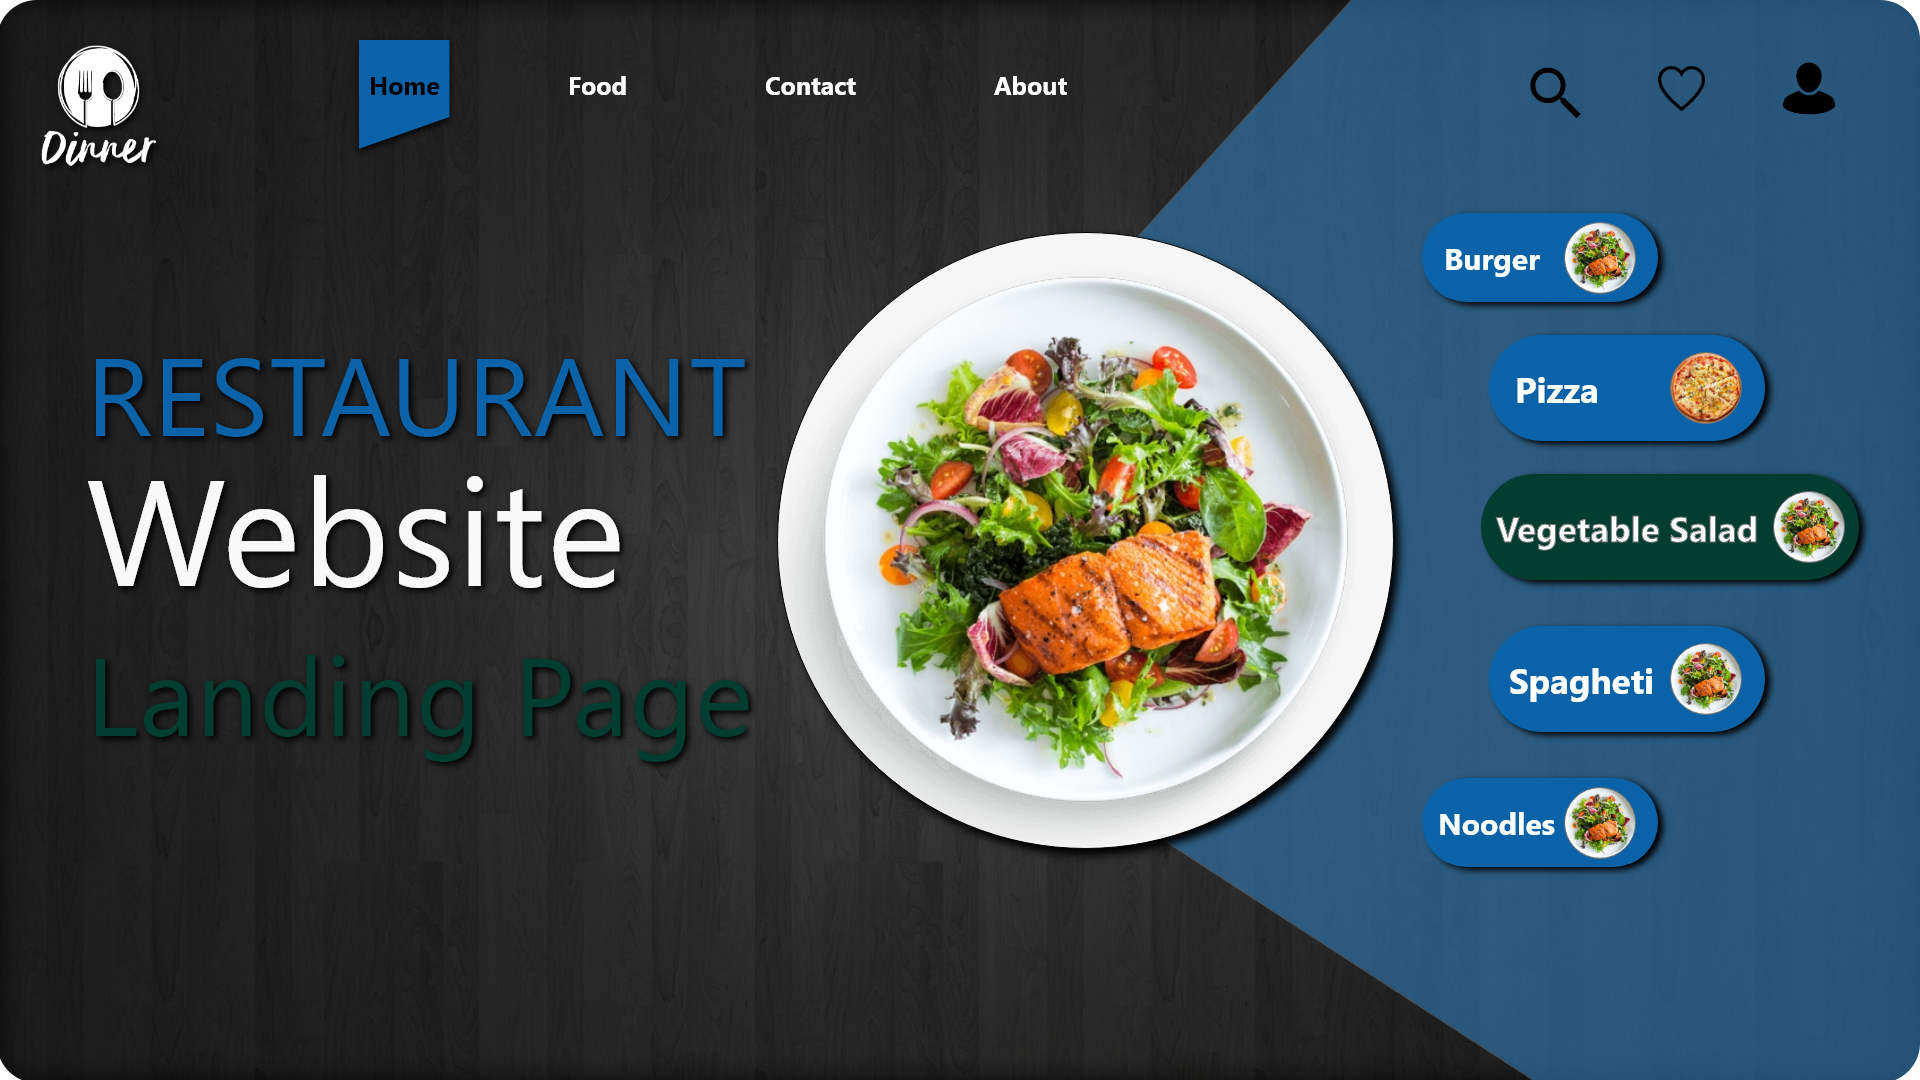 Dinner
Home
Food
Contact
About
RESTAURANT
Website
Landing Page
Burger
Pizza
Vegetable Salad
Spagheti
Noodles